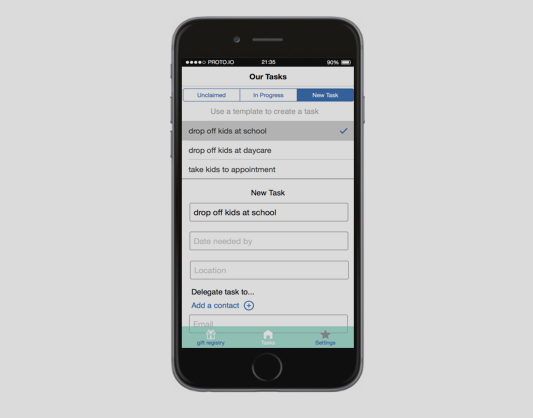 PROTO.IO 21:35 90%
Our Tasks
Unclaimed In Progress New Task
Use a template to create a task
drop off kids at school
drop off kids at daycare
take kids to appointment
New Task
drop off kids at school
Date needed by
Location
Delegate task to...
Add a contact
Email
gift registry Tasks Settings